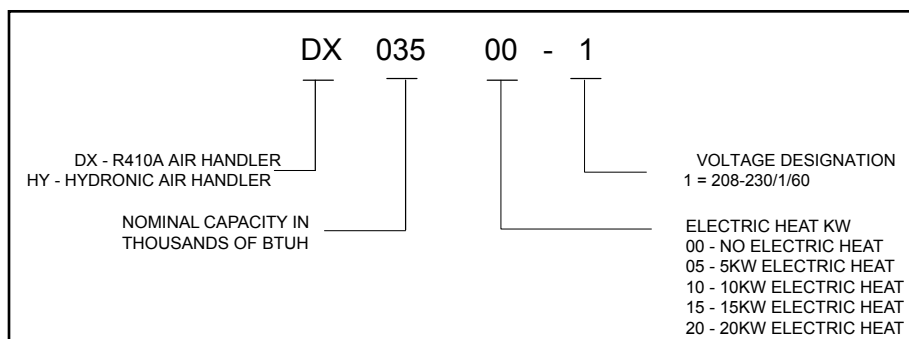 DX 035 00 - 1
DX - R410A AIR HANDLER
HY - HYDRONIC AIR HANDLER
NOMINAL CAPACITY IN
THOUSANDS OF BTUH
VOLTAGE DESIGNATION
1 = 208-230/1/60
ELECTRIC HEAT KW
00 - NO ELECTRIC HEAT
05 - 5KW ELECTRIC HEAT
10 - 10KW ELECTRIC HEAT
15 - 15KW ELECTRIC HEAT
20 - 20KW ELECTRIC HEAT